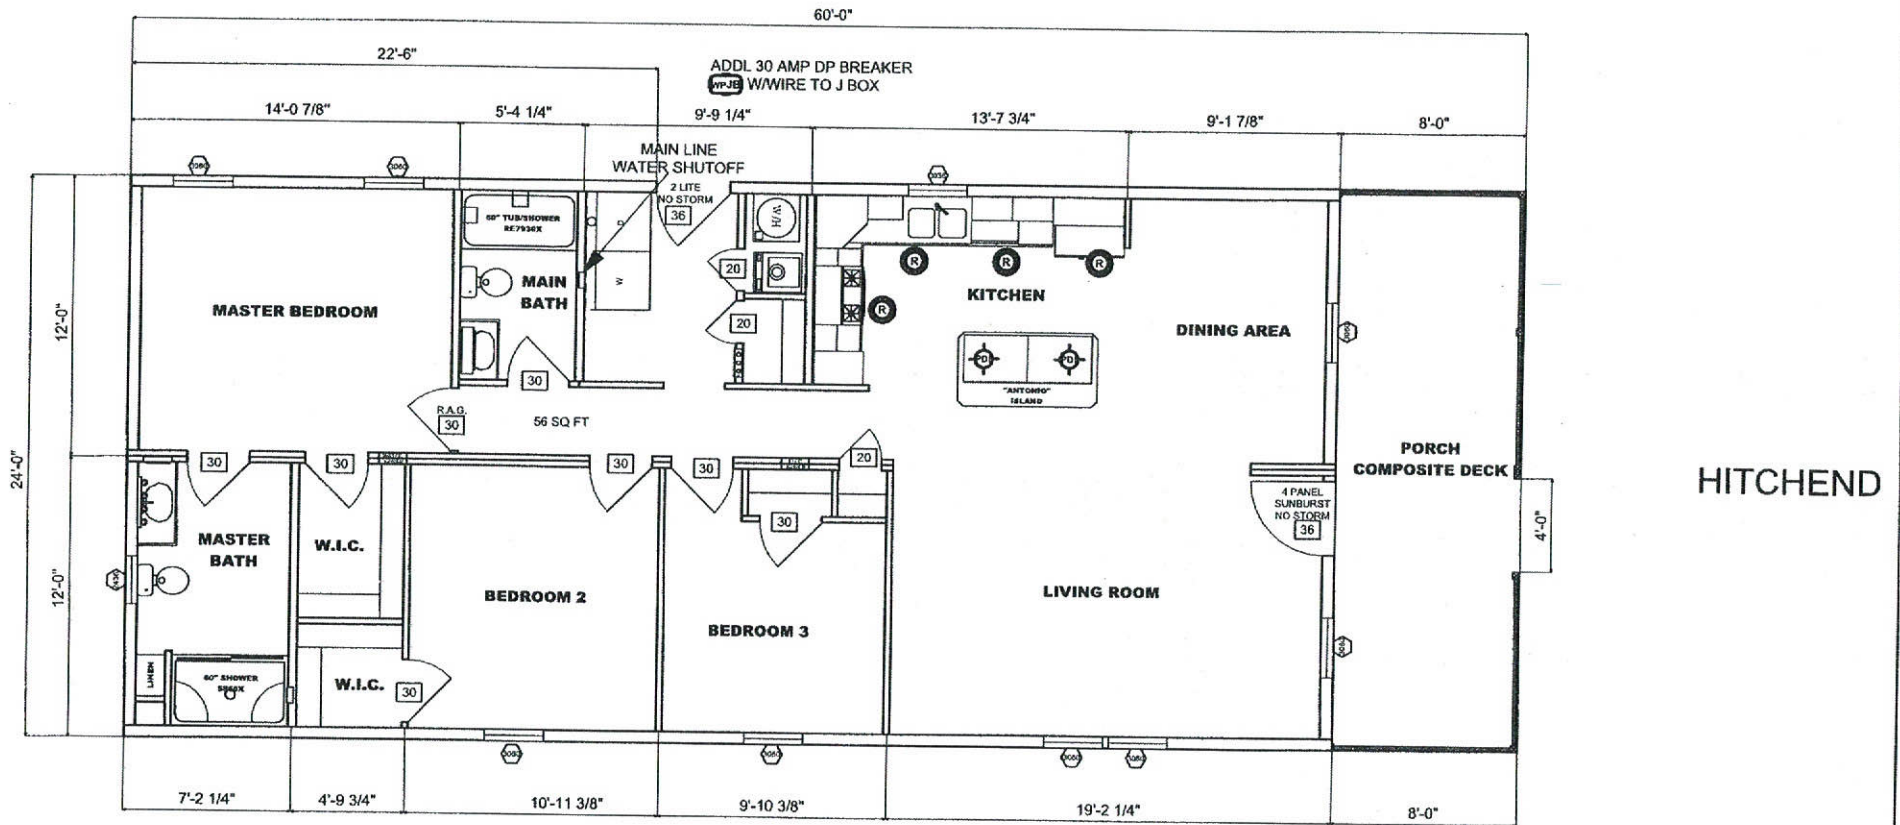 60'-0"
22'-6"
ADDL 30 AMP DP BREAKER
WPJB W/WIRE TO J BOX
14'-0 7/8"
5'-4 1/4"
9'-9 1/4"
13'-7 3/4"
9'-1 7/8"
8'-0"
MAIN LINE
WATER SHUTOFF
2 LITE
NO STORM
36
60" TUB/SHOWER
D
W/H
W
20
20
MASTER BEDROOM
MAIN
BATH
R
R
R
R
KITCHEN
DINING AREA
PD
PD
"ANTONIO"
ISLAND
30
R.A.G.
30
56 SQ FT
12'-0"
24'-0"
12'-0"
30
30
30
30
20
PORCH
COMPOSITE DECK
HITCHEND
4 PANEL
SUNBURST
NO STORM
36
4'-0"
30
MASTER
BATH
W.I.C.
BEDROOM 2
BEDROOM 3
LIVING ROOM
LINEN
60" SHOWER
W.I.C.
30
7'-2 1/4"
4'-9 3/4"
10'-11 3/8"
9'-10 3/8"
19'-2 1/4"
8'-0"